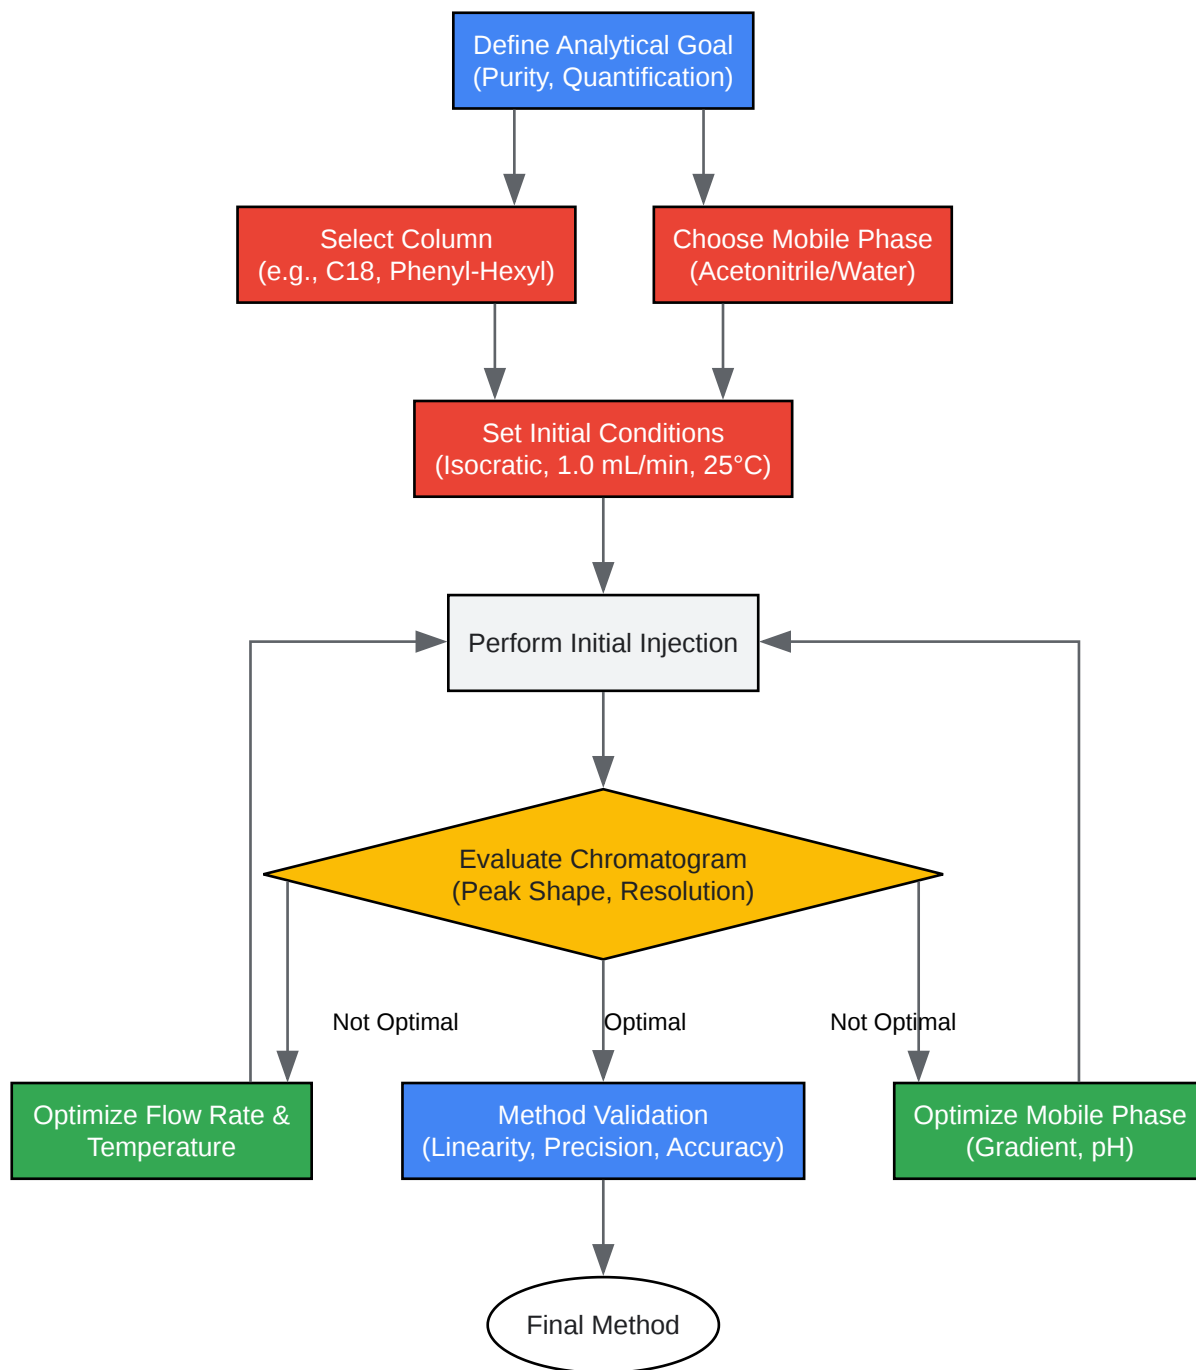 Define Analytical Goal
(Purity, Quantification)
Select Column
(e.g., C18, Phenyl-Hexyl)
Choose Mobile Phase
(Acetonitrile/Water)
Set Initial Conditions
(Isocratic, 1.0 mL/min, 25°C)
Perform Initial Injection
Evaluate Chromatogram
(Peak Shape, Resolution)
Not Optimal
Optimal
Not Optimal
Optimize Flow Rate &
Temperature
Method Validation
(Linearity, Precision, Accuracy)
Optimize Mobile Phase
(Gradient, pH)
Final Method